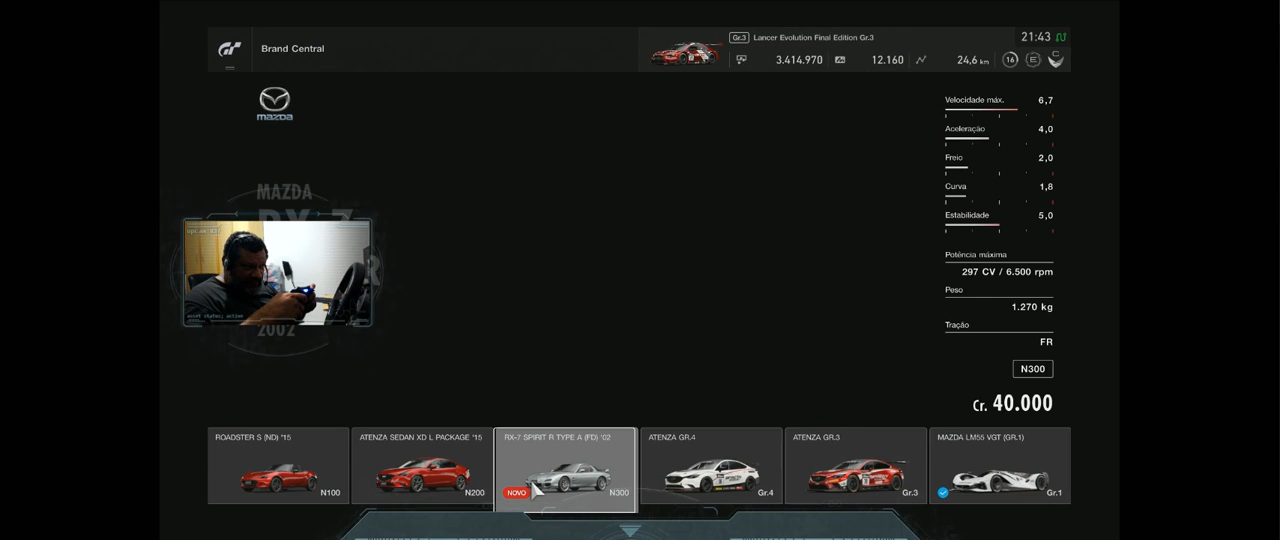 Brand Central
Gr.3 Lancer Evolution Final Edition Gr.3
21:43
3.414.970
12.160
24,6 km
16
E
C
mazda
Velocidade máx. 6,7
Aceleração 4,0
Freio 2,0
Curva 1,8
Estabilidade 5,0
Potência máxima
297 CV / 6.500 rpm
Peso
1.270 kg
Tração
FR
N300
Cr. 40.000
MAZDA
RX-7
2002
ROADSTER S (ND) '15
N100
ATENZA SEDAN XD L PACKAGE '15
N200
RX-7 SPIRIT R TYPE A (FD) '02
NOVO
N300
ATENZA GR.4
Gr.4
ATENZA GR.3
Gr.3
MAZDA LM55 VGT (GR.1)
Gr.1